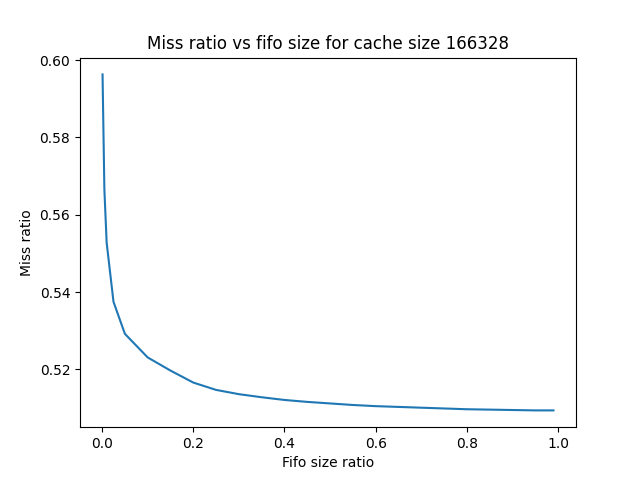 Miss ratio vs fifo size for cache size 166328
0.60
0.58
0.56
0.54
0.52
Miss ratio
0.0 0.2 0.4 0.6 0.8 1.0
Fifo size ratio